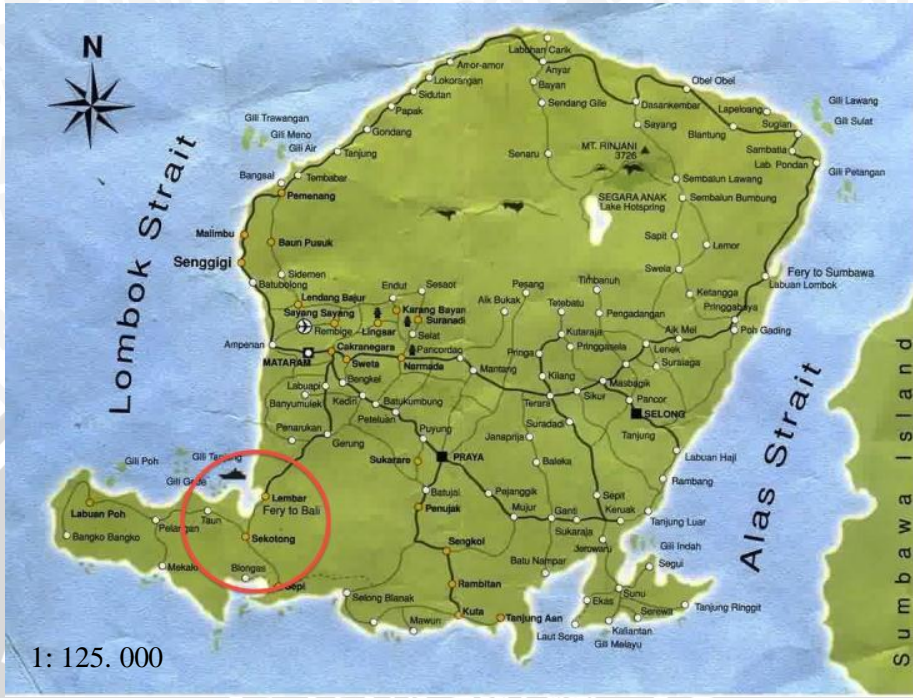 N
Labuhan Carik
Anyar
Bayan
Amor-amor
Lokorangan
Sidutan
Papak
Gondang
Tanjung
Sendang Gile
Senaru
Obel Obel
Dasankembar
Sayang
Lapeloang
Blantung
Sugian
Sambalia
Lab. Pondan
Gili Lawang
Gili Sulat
Gili Petangan
Gili Trawangan
Gili Meno
Gili Air
Bangsal
Tembabar
Pemenang
MT. RINJANI
3726
SEGARA ANAK
Lake Hotspring
Sembalun Lawang
Sembalun Bumbung
Lombok Strait
Malimbu
Baun Pusuk
Senggigi
Sidemen
Batubolong
Sapit
Lemor
Swela
Ketangga
Fery to Sumbawa
Labuan Lombok
Pringgabaya
Poh Gading
Endut
Sesaot
Pesang
Timbanuh
Lendang Bajur
Karang Bayan
Aik Bukak
Tetebatu
Pengadangan
Sayang Sayang
Suranadi
Rembige
Lingsar
Selat
Kutaraja
Aik Mel
Ampenan
Cakranegara
Pancordao
Pringa
Pringgasela
Lenek
MATARAM
Sweta
Narmada
Mantang
Suralaga
Labuapi
Bengkel
Kilang
Masbagik
Banyumulek
Kediri
Batukumbung
Terara
Sikur
Pancor
SELONG
Peteluan
Penarukan
Gerung
Puyung
Suradadi
Tanjung
Janaprija
Sukarare
PRAYA
Baleka
Labuan Haji
Rambang
Alas Strait
Sumbawa Island
Gili Poh
Gili Tanjung
Gili Gede
Lembar
Fery to Bali
Batujai
Pejanggik
Sepit
Labuan Poh
Taun
Penujak
Mujur
Ganti
Keruak
Tanjung Luar
Pelangan
Sekotong
Sukaraja
Bangko Bangko
Sengkol
Jerowaru
Gili Indah
Mekaki
Blongas
Batu Nampar
Segui
Sepi
Rambitan
Selong Blanak
Ekas
Sunu
Serewa
Tanjung Ringgit
Mawun
Kuta
Tanjung Aan
Laut Sorga
Kaliantan
Gili Melayu
1: 125. 000